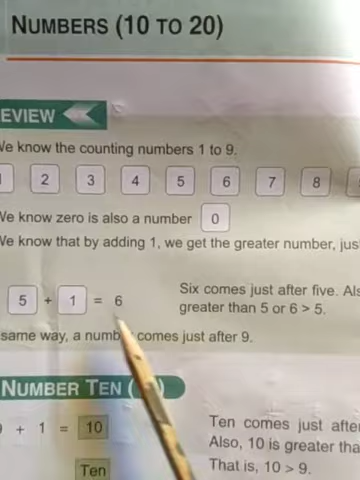 NUMBERS (10 TO 20)
EVIEW
We know the counting numbers 1 to 9.
1 2 3 4 5 6 7 8
We know zero is also a number 0
We know that by adding 1, we get the greater number, jus
5 + 1 = 6
Six comes just after five. Als
greater than 5 or 6 > 5.
same way, a numb comes just after 9.
NUMBER TEN (
+ 1 = 10
Ten
Ten comes just afte
Also, 10 is greater tha
That is, 10 > 9.